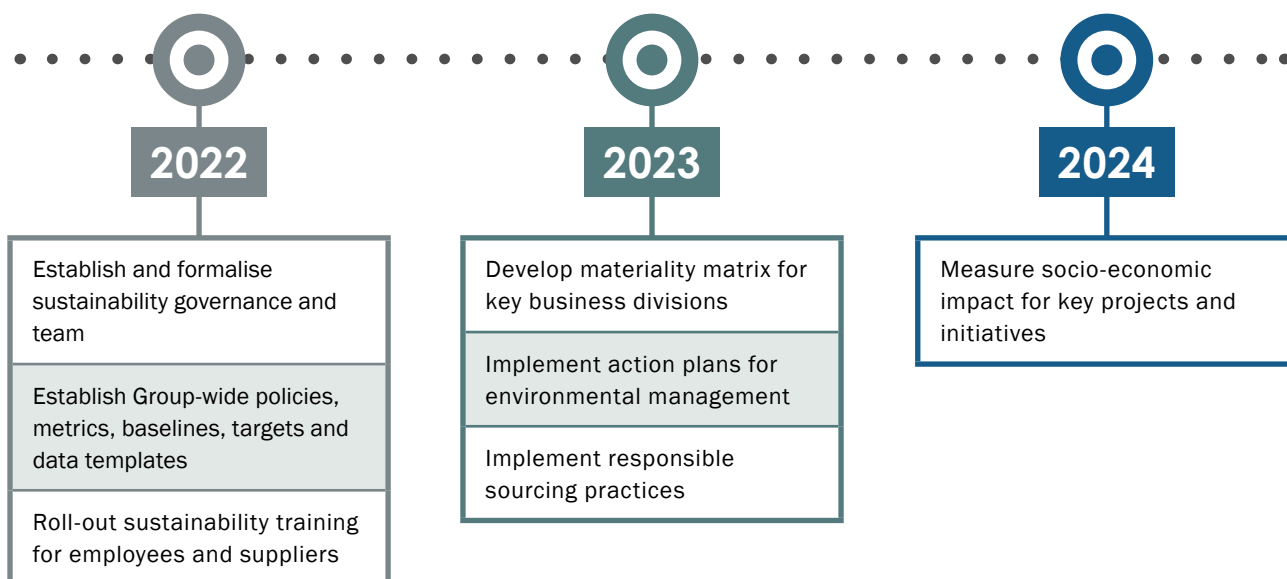 2022
Establish and formalise
sustainability governance and
team
Establish Group-wide policies,
metrics, baselines, targets and
data templates
Roll-out sustainability training
for employees and suppliers
2023
Develop materiality matrix for
key business divisions
Implement action plans for
environmental management
Implement responsible
sourcing practices
2024
Measure socio-economic
impact for key projects and
initiatives